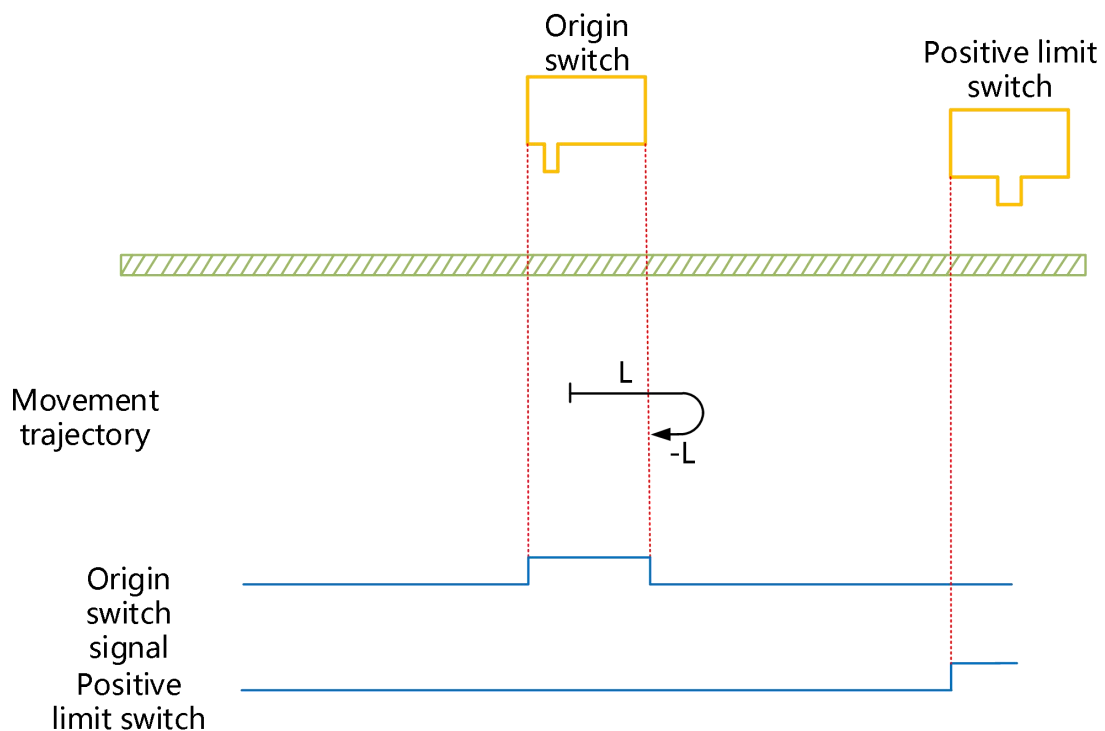 Origin
switch
Positive limit
switch
L
Movement
trajectory
-L
Origin
switch
signal
Positive
limit switch